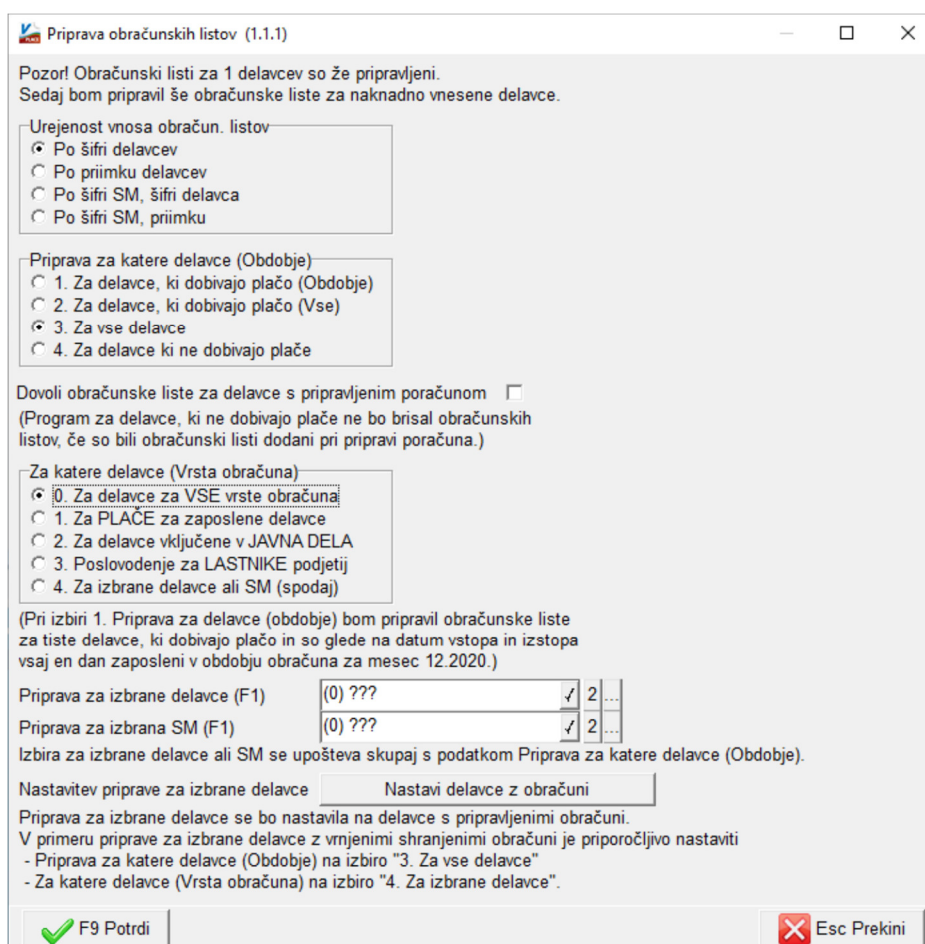 Priprava obračunskih listov (1.1.1)
Pozor! Obračunski listi za 1 delavcev so že pripravljeni.
Sedaj bom pripravil še obračunske liste za naknadno vnesene delavce.
Urejenost vnosa obračun. listov
Po šifri delavcev
Po priimku delavcev
Po šifri SM, šifri delavca
Po šifri SM, priimku
Priprava za katere delavce (Obdobje)
1. Za delavce, ki dobivajo plačo (Obdobje)
2. Za delavce, ki dobivajo plačo (Vse)
3. Za vse delavce
4. Za delavce ki ne dobivajo plače
Dovoli obračunske liste za delavce s pripravljenim poračunom
(Program za delavce, ki ne dobivajo plače ne bo brisal obračunskih
listov, če so bili obračunski listi dodani pri pripravi poračuna.)
Za katere delavce (Vrsta obračuna)
0. Za delavce za VSE vrste obračuna
1. Za PLAČE za zaposlene delavce
2. Za delavce vključene v JAVNA DELA
3. Poslovodenje za LASTNIKE podjetij
4. Za izbrane delavce ali SM (spodaj)
(Pri izbiri 1. Priprava za delavce (obdobje) bom pripravil obračunske liste
za tiste delavce, ki dobivajo plačo in so glede na datum vstopa in izstopa
vsaj en dan zaposleni v obdobju obračuna za mesec 12.2020.)
Priprava za izbrane delavce (F1) (0) ??? 2 ...
Priprava za izbrana SM (F1) (0) ??? 2 ...
Izbira za izbrane delavce ali SM se upošteva skupaj s podatkom Priprava za katere delavce (Obdobje).
Nastavitev priprave za izbrane delavce Nastavi delavce z obračuni
Priprava za izbrane delavce se bo nastavila na delavce s pripravljenimi obračuni.
V primeru priprave za izbrane delavce z vrnjenimi shranjenimi obračuni je priporočljivo nastaviti
- Priprava za katere delavce (Obdobje) na izbiro "3. Za vse delavce"
- Za katere delavce (Vrsta obračuna) na izbiro "4. Za izbrane delavce".
F9 Potrdi Esc Prekini